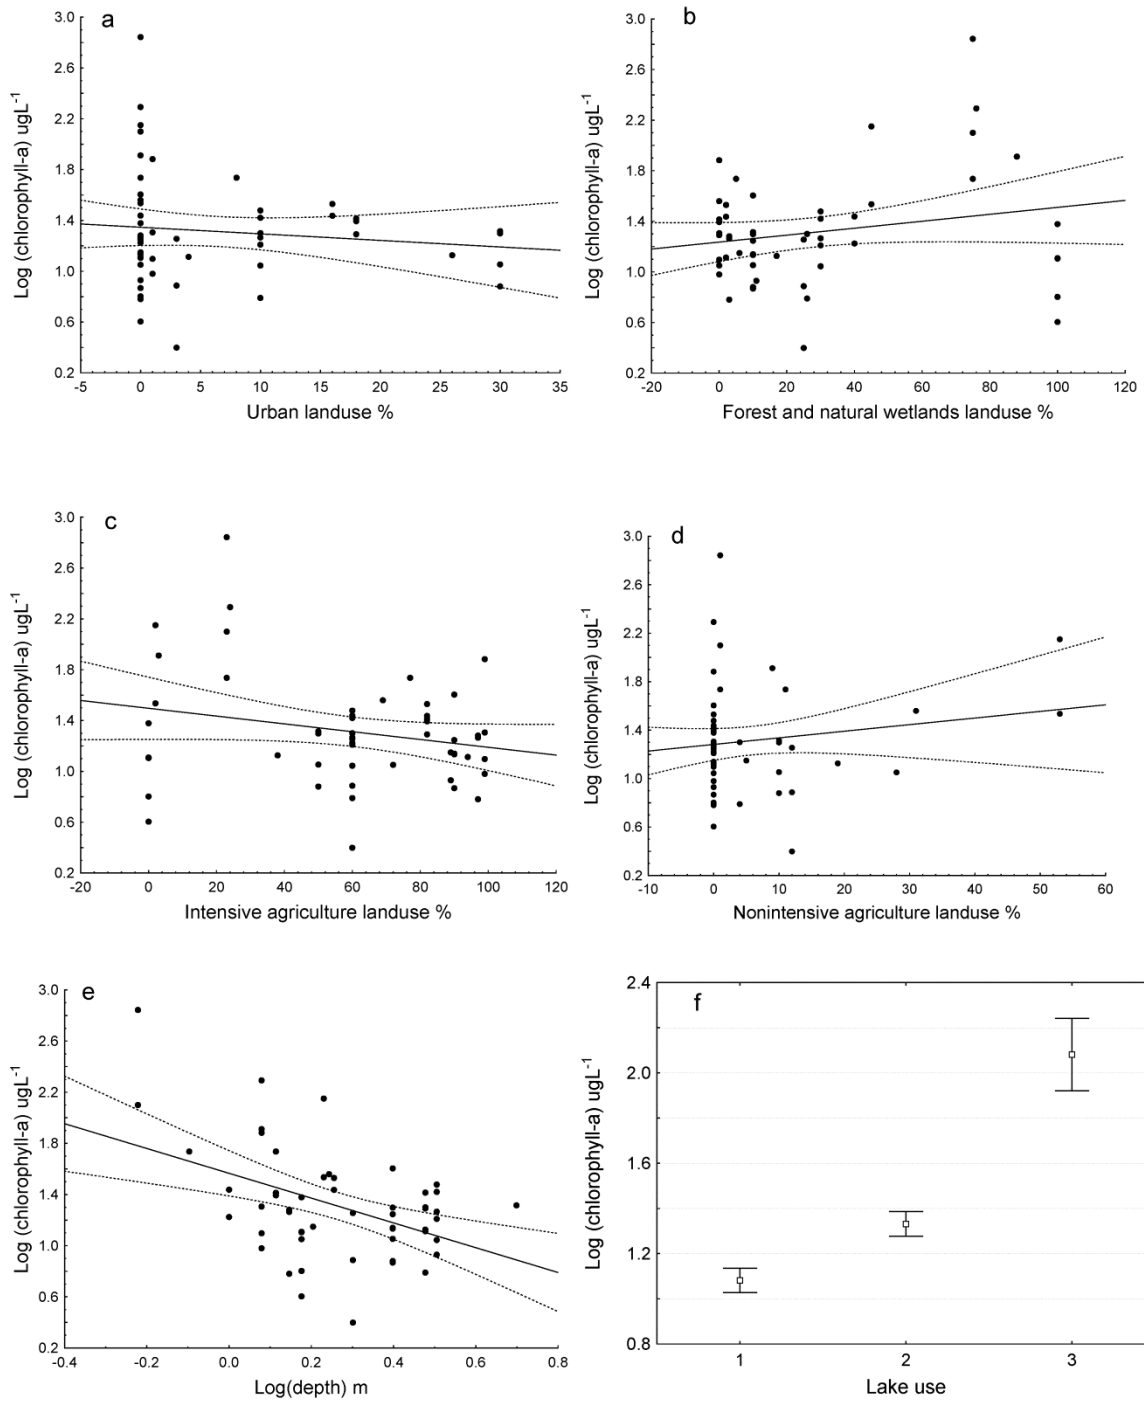 a
3.0
2.6
2.2
1.8
1.4
1.0
0.6
0.2
Log (chlorophyll-a) ugL-1
-5 0 5 10 15 20 25 30 35
Urban landuse %
b
3.0
2.6
2.2
1.8
1.4
1.0
0.6
0.2
Log (chlorophyll-a) ugL-1
-20 0 20 40 60 80 100 120
Forest and natural wetlands landuse %
c
3.0
2.6
2.2
1.8
1.4
1.0
0.6
0.2
Log (chlorophyll-a) ugL-1
-20 0 20 40 60 80 100 120
Intensive agriculture landuse %
d
3.0
2.6
2.2
1.8
1.4
1.0
0.6
0.2
Log (chlorophyll-a) ugL-1
-10 0 10 20 30 40 50 60
Nonintensive agriculture landuse %
e
3.0
2.6
2.2
1.8
1.4
1.0
0.6
0.2
Log (chlorophyll-a) ugL-1
-0.4 -0.2 0.0 0.2 0.4 0.6 0.8
Log(depth) m
f
2.4
2.0
1.6
1.2
0.8
Log (chlorophyll-a) ugL-1
1 2 3
Lake use